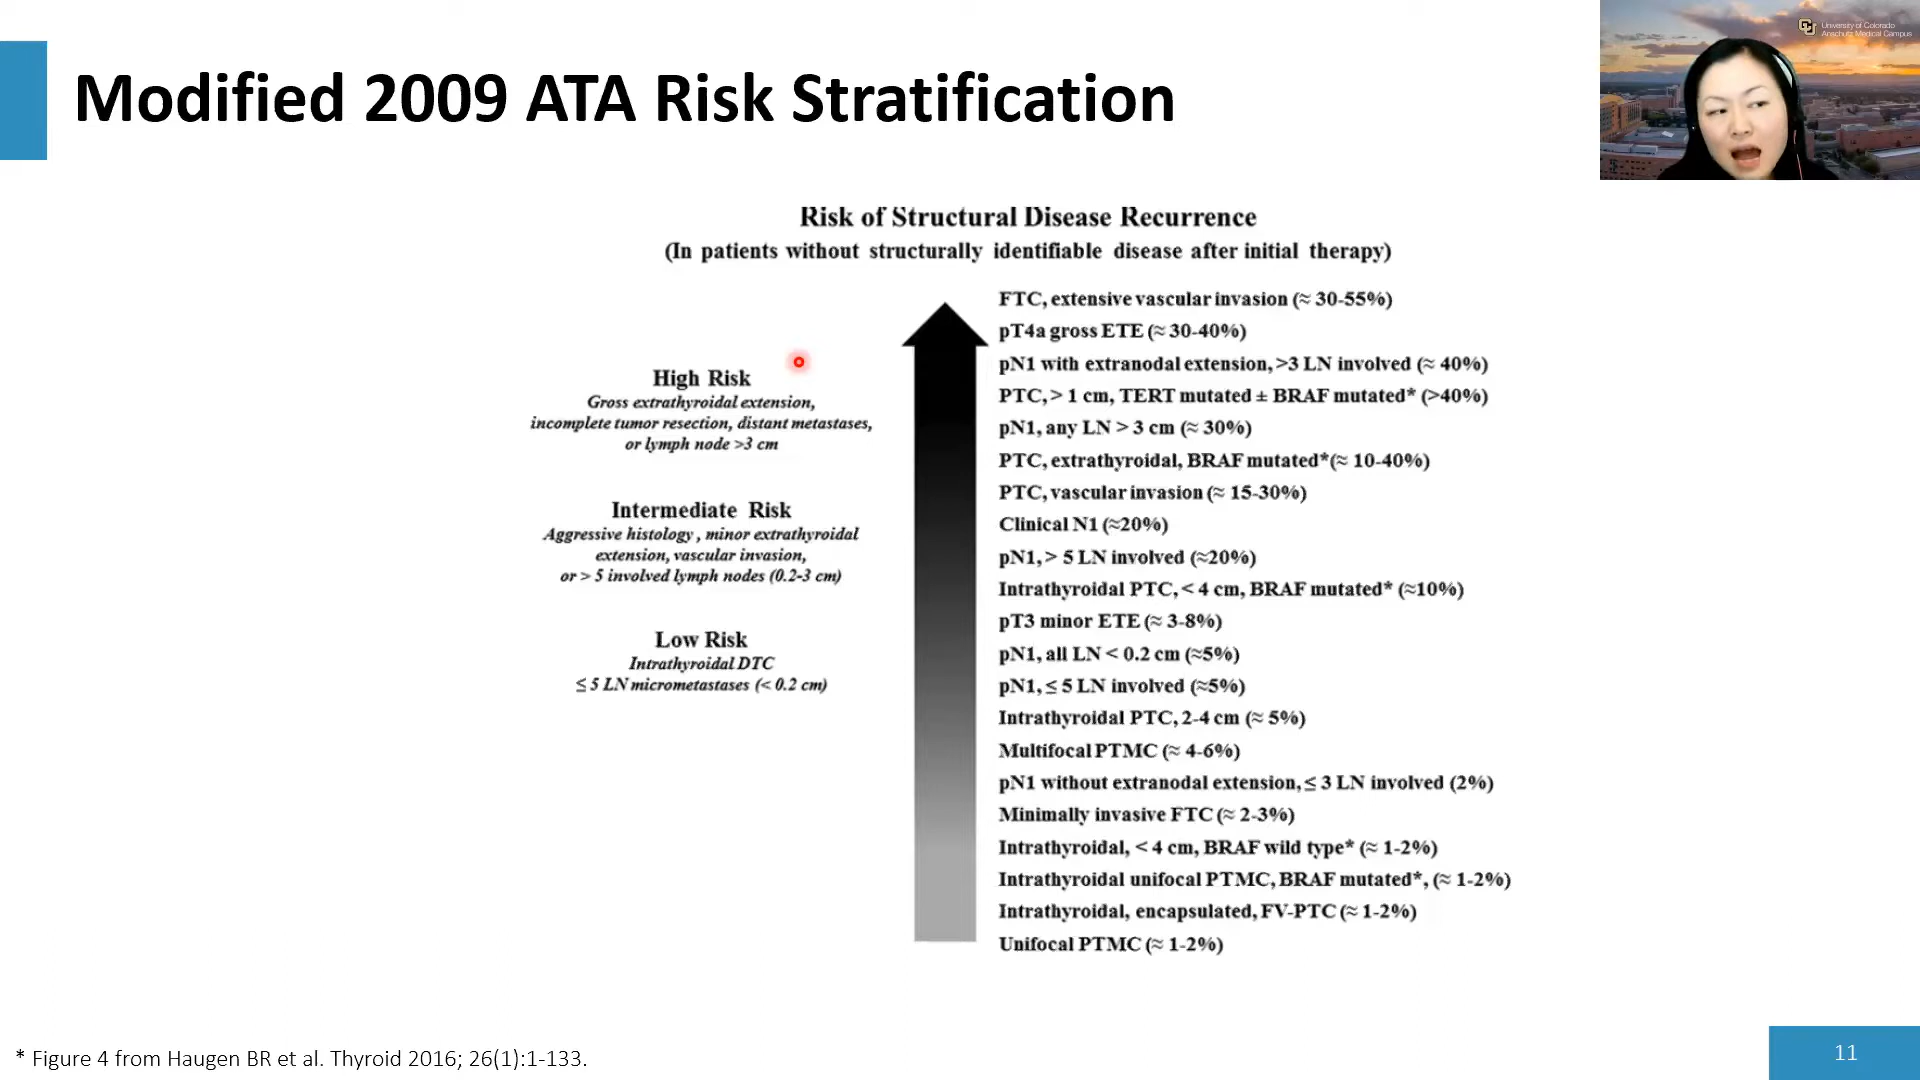 University of Colorado
Anschutz Medical Campus
Modified 2009 ATA Risk Stratification
Risk of Structural Disease Recurrence
(In patients without structurally identifiable disease after initial therapy)
High Risk
Gross extrathyroidal extension,
incomplete tumor resection, distant metastases,
or lymph node >3 cm
Intermediate Risk
Aggressive histology , minor extrathyroidal
extension, vascular invasion,
or > 5 involved lymph nodes (0.2-3 cm)
Low Risk
Intrathyroidal DTC
≤ 5 LN micrometastases (< 0.2 cm)
FTC, extensive vascular invasion (≈ 30-55%)
pT4a gross ETE (≈ 30-40%)
pN1 with extranodal extension, >3 LN involved (≈ 40%)
PTC, > 1 cm, TERT mutated ± BRAF mutated* (>40%)
pN1, any LN > 3 cm (≈ 30%)
PTC, extrathyroidal, BRAF mutated*(≈ 10-40%)
PTC, vascular invasion (≈ 15-30%)
Clinical N1 (≈20%)
pN1, > 5 LN involved (≈20%)
Intrathyroidal PTC, < 4 cm, BRAF mutated* (≈10%)
pT3 minor ETE (≈ 3-8%)
pN1, all LN < 0.2 cm (≈5%)
pN1, ≤ 5 LN involved (≈5%)
Intrathyroidal PTC, 2-4 cm (≈ 5%)
Multifocal PTMC (≈ 4-6%)
pN1 without extranodal extension, ≤ 3 LN involved (2%)
Minimally invasive FTC (≈ 2-3%)
Intrathyroidal, < 4 cm, BRAF wild type* (≈ 1-2%)
Intrathyroidal unifocal PTMC, BRAF mutated*, (≈ 1-2%)
Intrathyroidal, encapsulated, FV-PTC (≈ 1-2%)
Unifocal PTMC (≈ 1-2%)
* Figure 4 from Haugen BR et al. Thyroid 2016; 26(1):1-133.
11